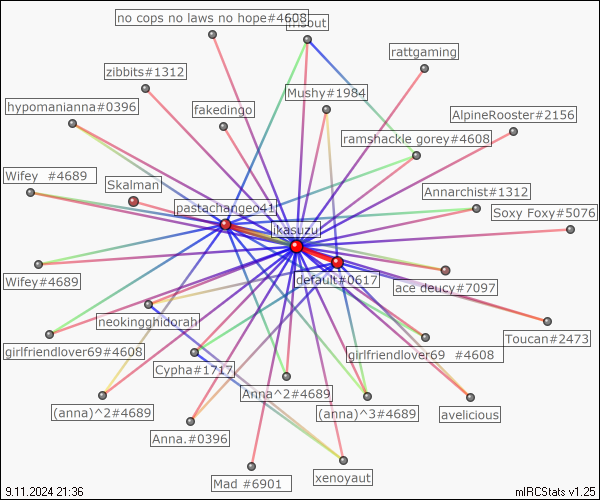 no cops no laws no hope#4608
rattgaming
zibbits#1312
Mushy#1984
hypomanianna#0396
fakedingo
AlpineRooster#2156
ramshackle gorey#4608
Wifey #4689
Skalman
Annarchist#1312
pastachangeo41
Soxy Foxy#5076
ikasuzu
Wifey#4689
default#0617
ace deucy#7097
neokingghidorah
Toucan#2473
girlfriendlover69#4608
girlfriendlover69 #4608
Cypha#1717
Anna^2#4689
(anna)^2#4689
(anna)^3#4689
avelicious
Anna.#0396
xenoyaut
Mad #6901
9.11.2024 21:36
mIRCStats v1.25